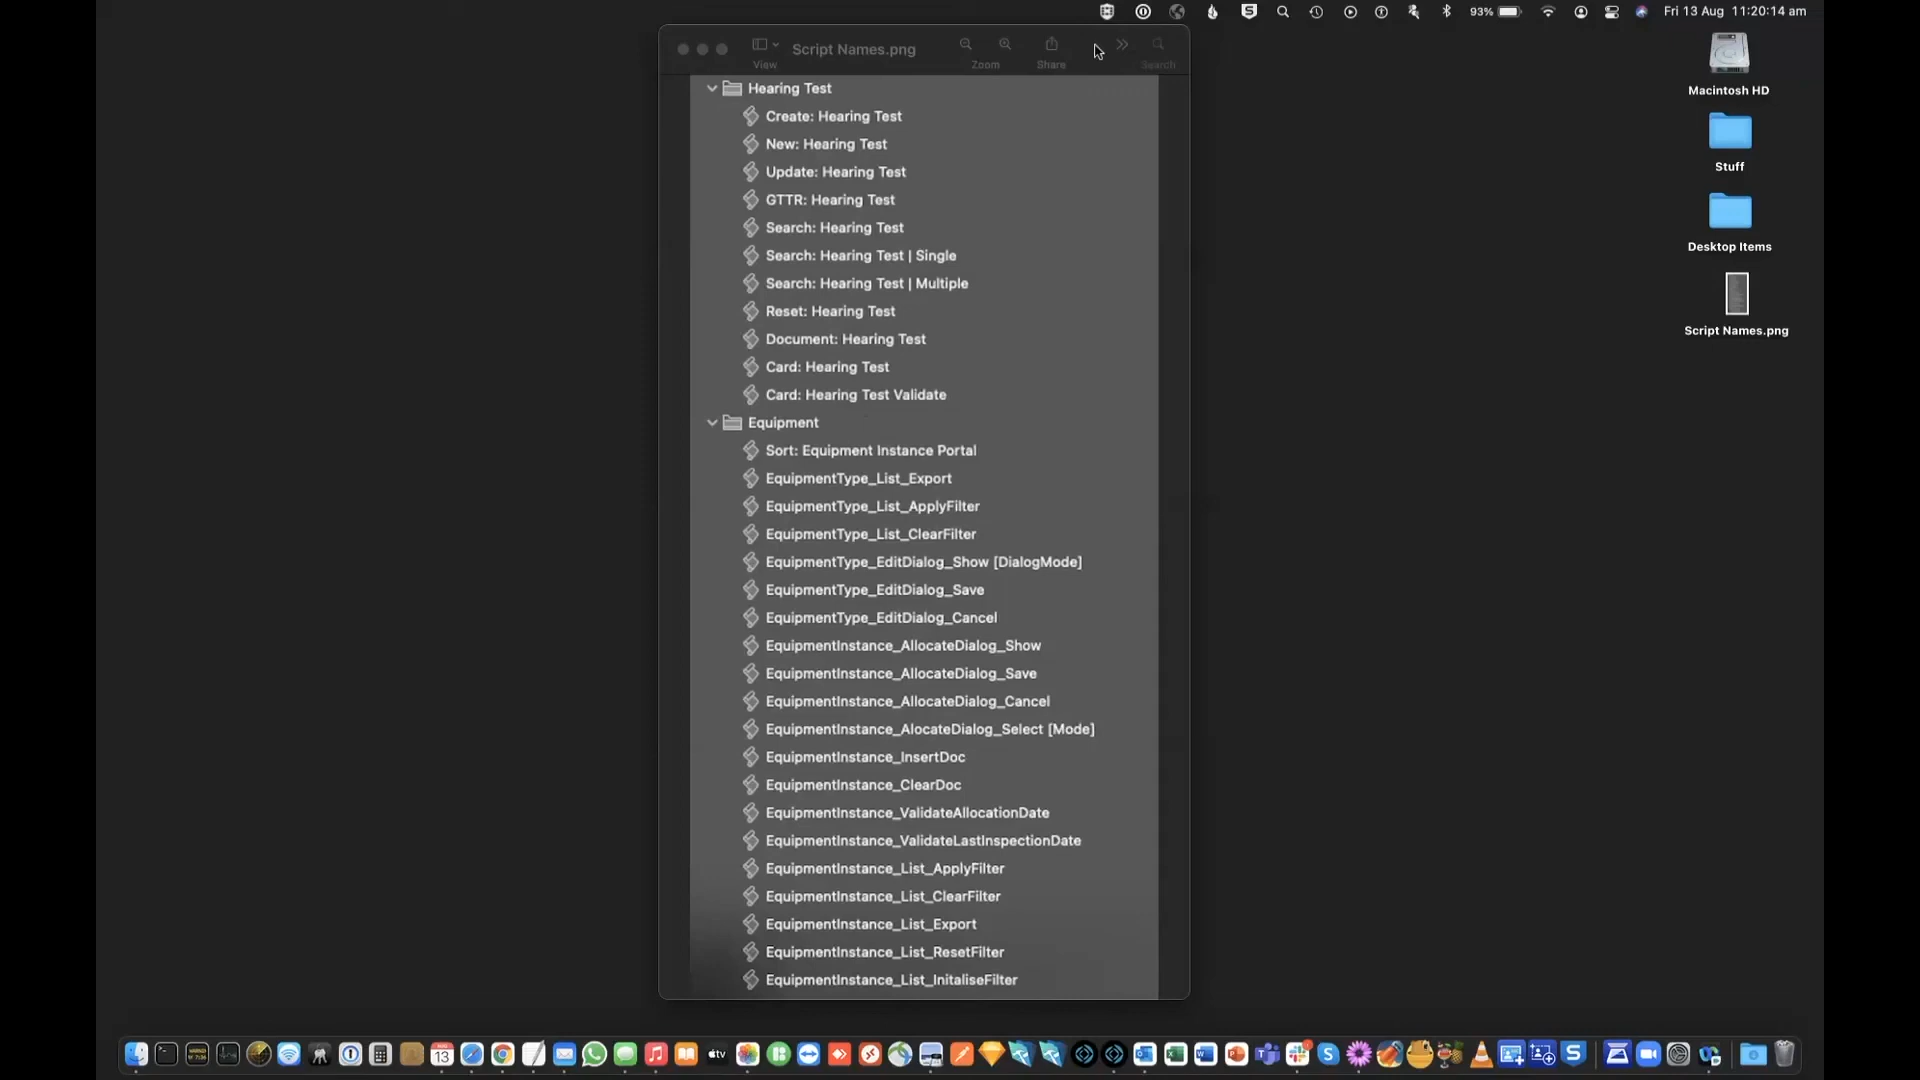 93% Fri 13 Aug 11:20:14 am
Script Names.png
View Zoom Share Search
Hearing Test
Create: Hearing Test
New: Hearing Test
Update: Hearing Test
GTTR: Hearing Test
Search: Hearing Test
Search: Hearing Test | Single
Search: Hearing Test | Multiple
Reset: Hearing Test
Document: Hearing Test
Card: Hearing Test
Card: Hearing Test Validate
Equipment
Sort: Equipment Instance Portal
EquipmentType_List_Export
EquipmentType_List_ApplyFilter
EquipmentType_List_ClearFilter
EquipmentType_EditDialog_Show [DialogMode]
EquipmentType_EditDialog_Save
EquipmentType_EditDialog_Cancel
EquipmentInstance_AllocateDialog_Show
EquipmentInstance_AllocateDialog_Save
EquipmentInstance_AllocateDialog_Cancel
EquipmentInstance_AlocateDialog_Select [Mode]
EquipmentInstance_InsertDoc
EquipmentInstance_ClearDoc
EquipmentInstance_ValidateAllocationDate
EquipmentInstance_ValidateLastInspectionDate
EquipmentInstance_List_ApplyFilter
EquipmentInstance_List_ClearFilter
EquipmentInstance_List_Export
EquipmentInstance_List_ResetFilter
EquipmentInstance_List_InitaliseFilter
Macintosh HD
Stuff
Desktop Items
Script Names.png
13
tv